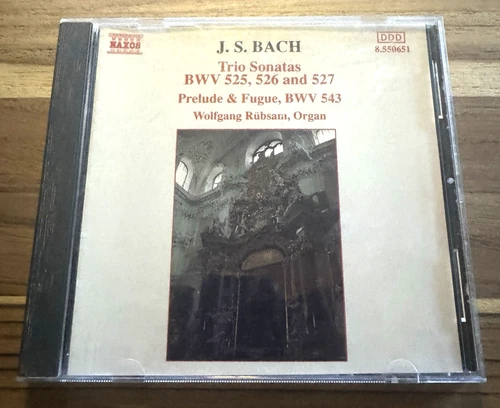 NAXOS
DDD
8.550651
J. S. BACH
Trio Sonatas
BWV 525, 526 and 527
Prelude & Fugue, BWV 543
Wolfgang Rübsam, Organ